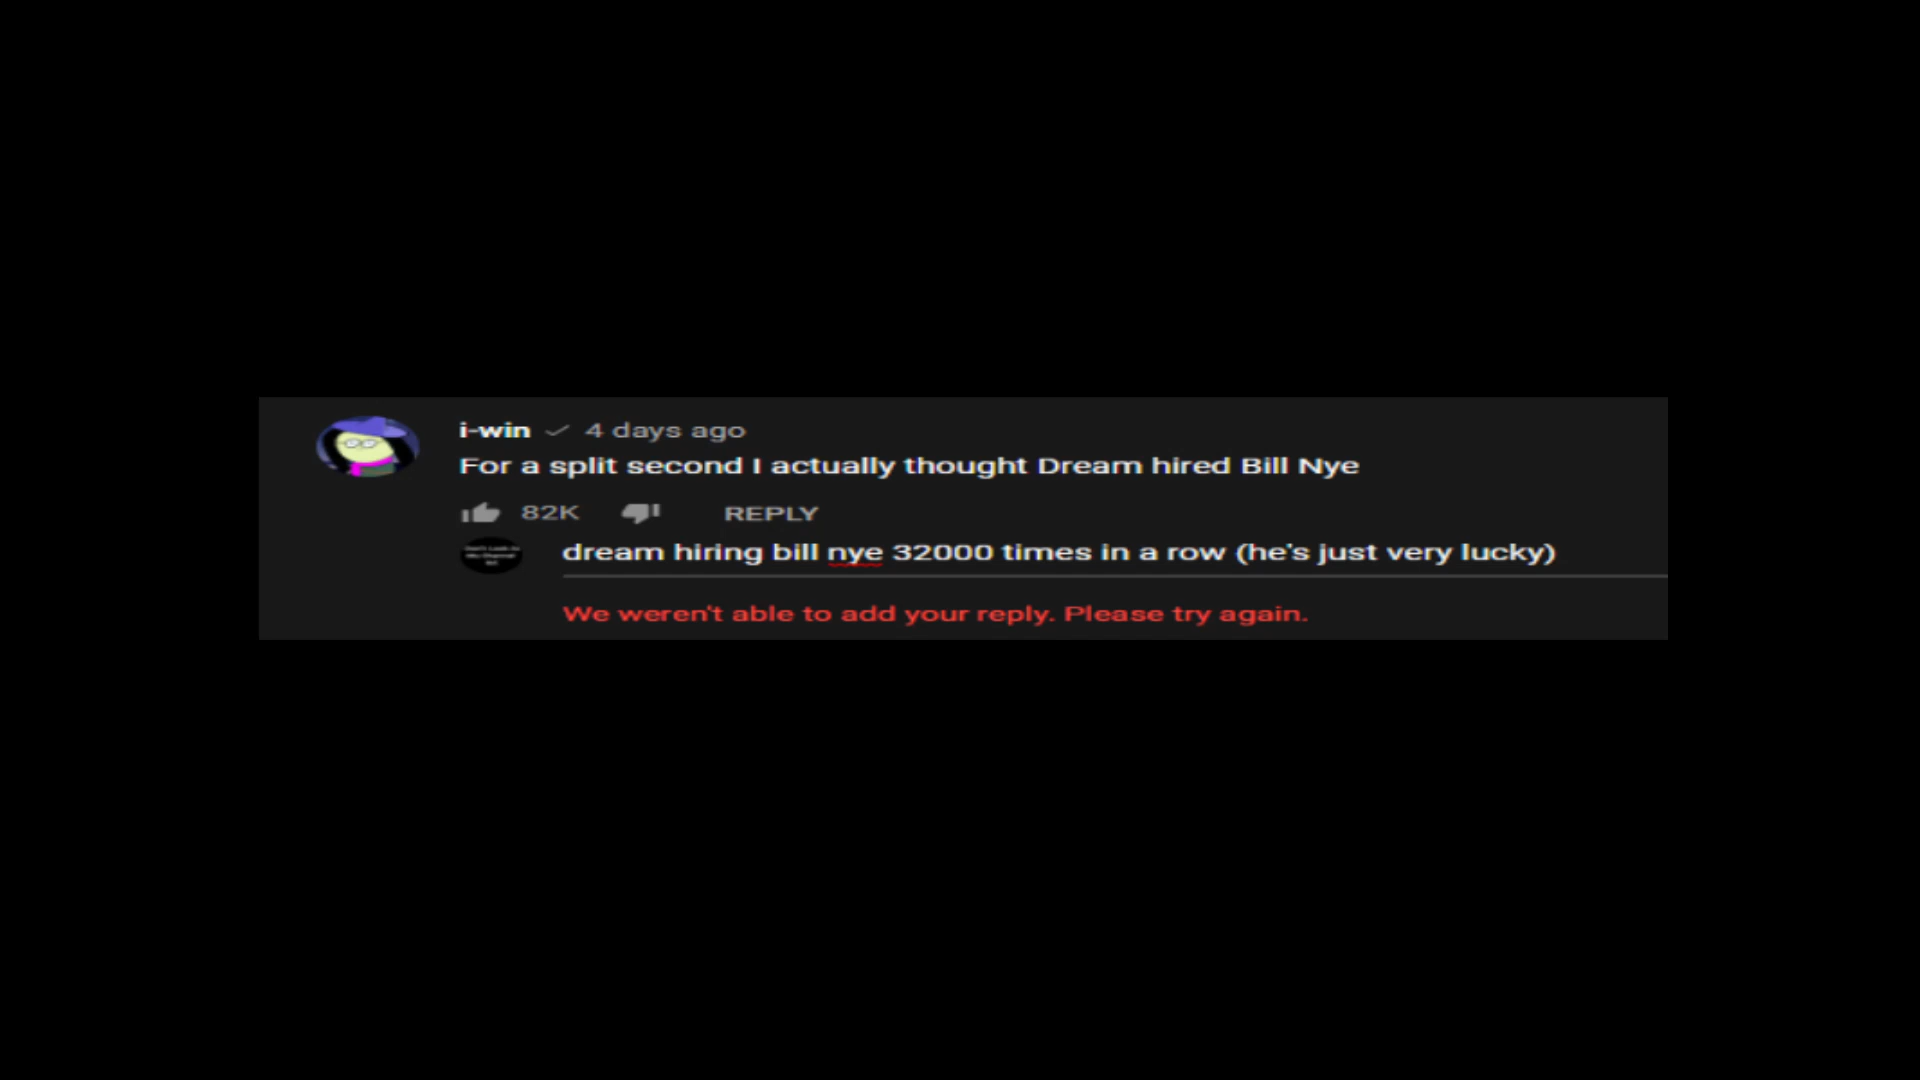 i-win 4 days ago
For a split second I actually thought Dream hired Bill Nye
82K REPLY
dream hiring bill nye 32000 times in a row (he's just very lucky)
We weren't able to add your reply. Please try again.